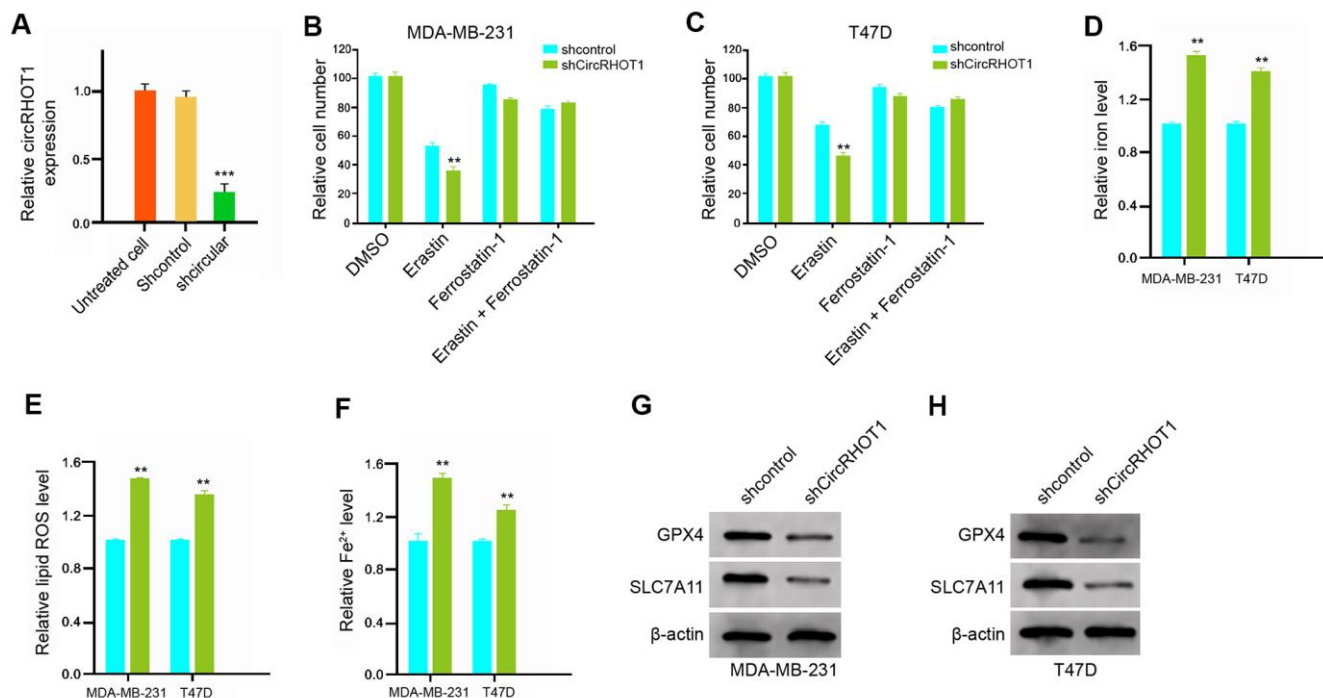 A
Relative circRHOT1
expression
1.0
0.5
0.0
***
Untreated cell
Shcontrol
shcircular
B
MDA-MB-231
shcontrol
shCircRHOT1
Relative cell number
120
100
80
60
40
20
80
0
**
DMSO
Erastin
Ferrostatin-1
Erastin + Ferrostatin-1
C
T47D
shcontrol
shCircRHOT1
Relative cell number
120
100
80
60
40
20
80
0
**
DMSO
Erastin
Ferrostatin-1
Erastin + Ferrostatin-1
D
Relative iron level
1.6
1.2
0.4
0.0
**
**
MDA-MB-231
T47D
E
Relative lipid ROS level
1.6
1.2
0.8
0.4
0.0
**
**
MDA-MB-231
T47D
F
Relative Fe²⁺ level
1.6
1.2
0.8
0.4
0.0
**
**
MDA-MB-231
T47D
G
shcontrol
shCircRHOT1
GPX4
SLC7A11
β-actin
MDA-MB-231
H
shcontrol
shCircRHOT1
GPX4
SLC7A11
β-actin
T47D